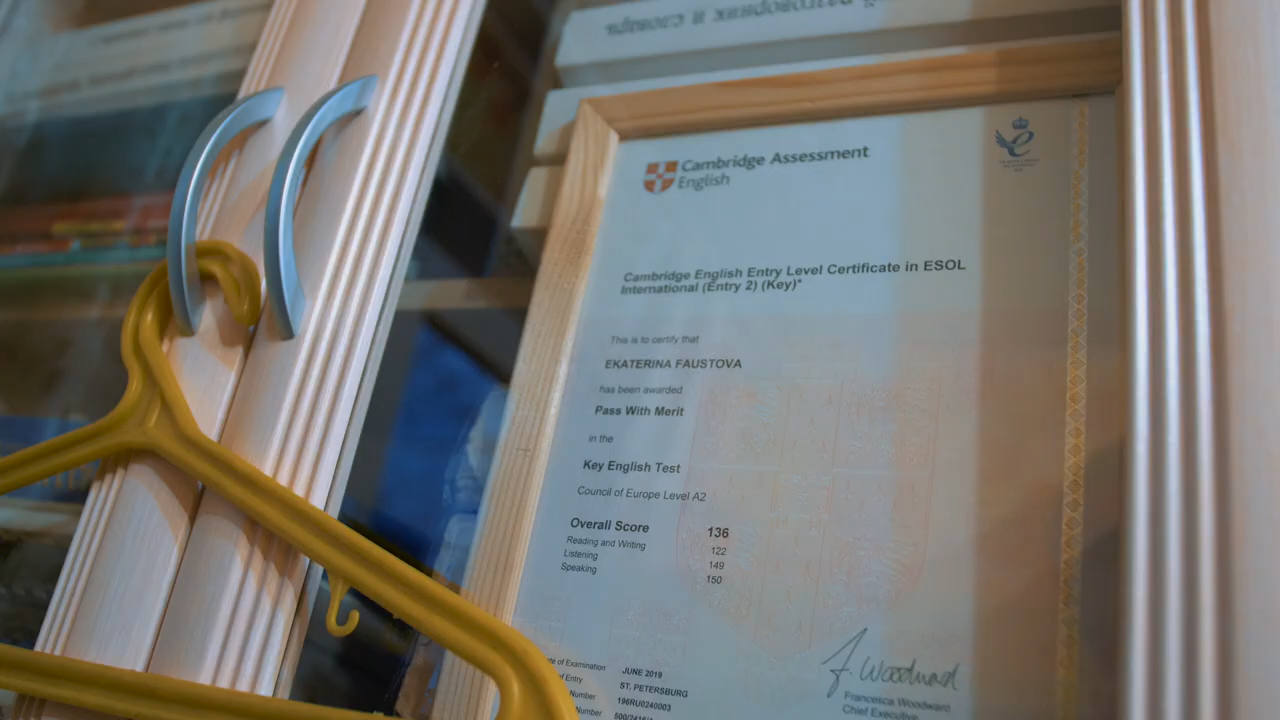 Cambridge Assessment
English
Cambridge English Entry Level Certificate in ESOL
International (Entry 2) (Key)*
This is to certify that
EKATERINA FAUSTOVA
has been awarded
Pass With Merit
in the
Key English Test
Council of Europe Level A2
Overall Score 136
Reading and Writing 122
Listening 149
Speaking 150
of Examination JUNE 2019
of Entry ST. PETERSBURG
Number 196RU0240003
Number
F. Woodward
Francesca Woodward
Chief Executive